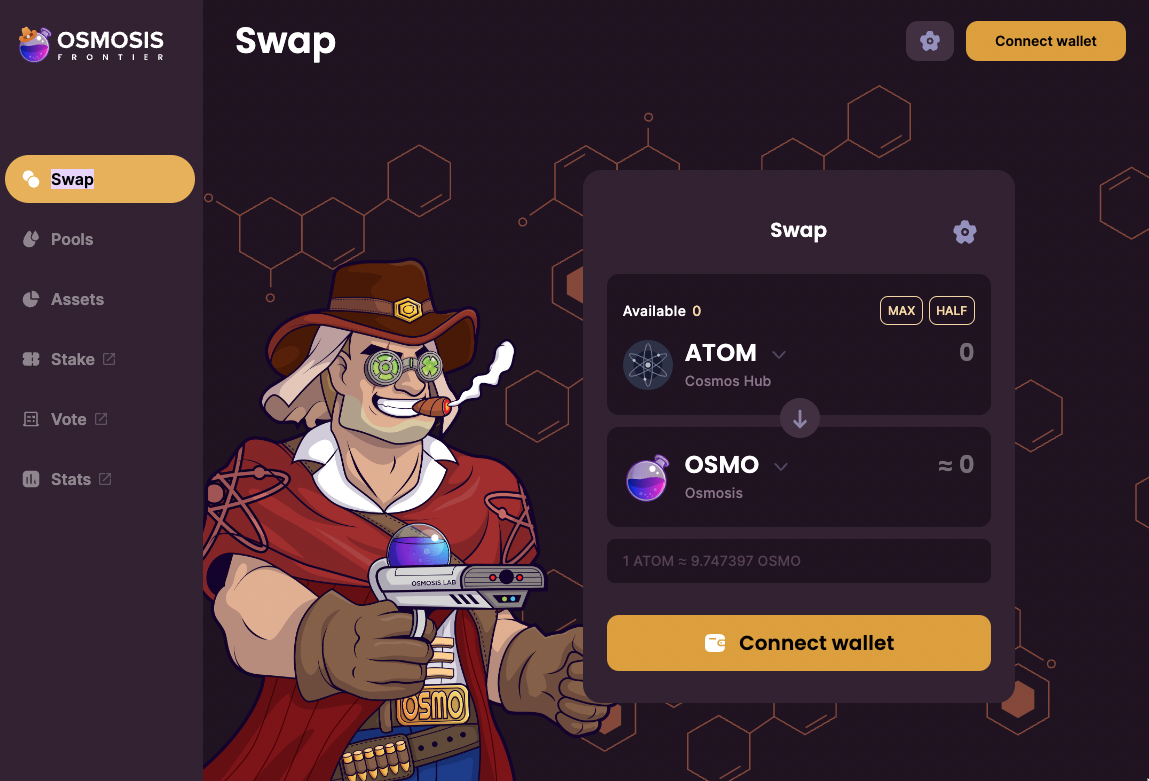 OSMOSIS
FRONTIER
Swap
Connect wallet
Swap
Pools
Assets
Stake
Vote
Stats
Swap
Available 0
MAX
HALF
ATOM
0
Cosmos Hub
OSMO
≈ 0
Osmosis
1 ATOM ≈ 9.747397 OSMO
Connect wallet
OSMOSIS LAB
OSMO